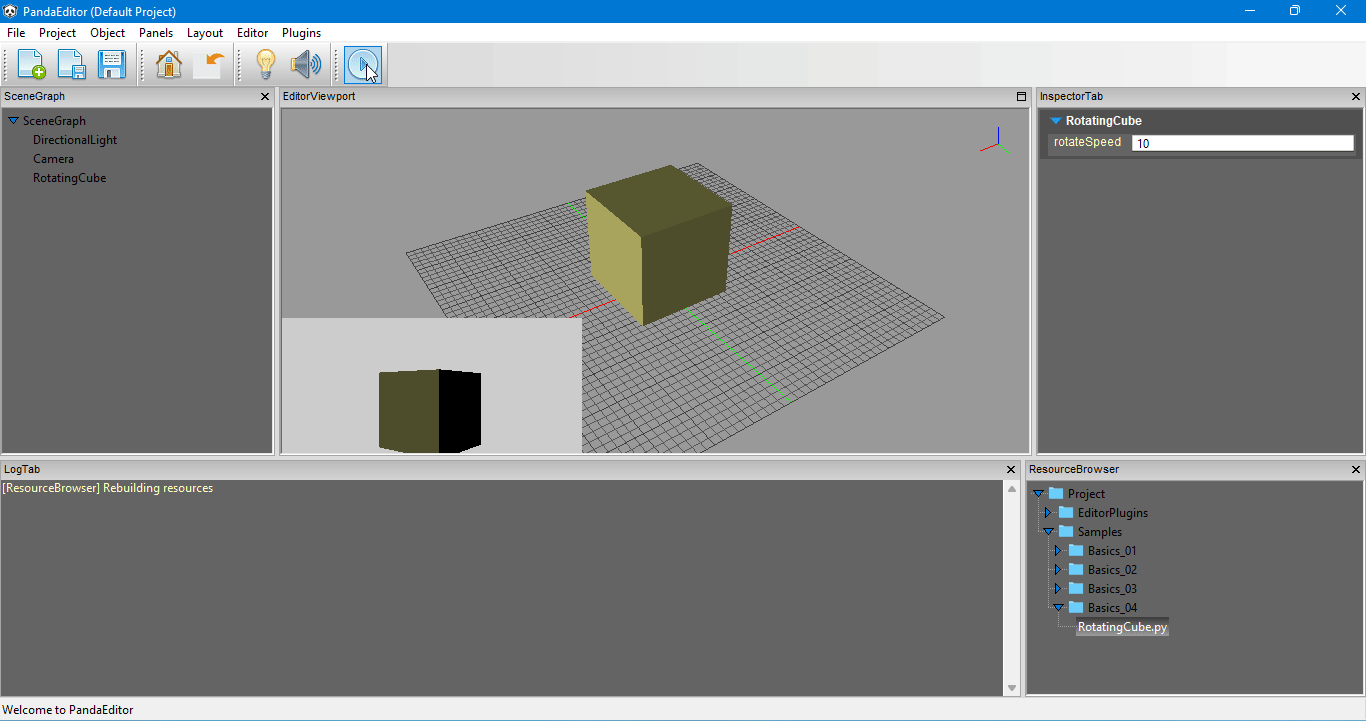 PandaEditor (Default Project)
File Project Object Panels Layout Editor Plugins
SceneGraph
SceneGraph
DirectionalLight
Camera
RotatingCube
EditorViewport
InspectorTab
RotatingCube
rotateSpeed 10
LogTab
[ResourceBrowser] Rebuilding resources
ResourceBrowser
Project
EditorPlugins
Samples
Basics_01
Basics_02
Basics_03
Basics_04
RotatingCube.py
Welcome to PandaEditor